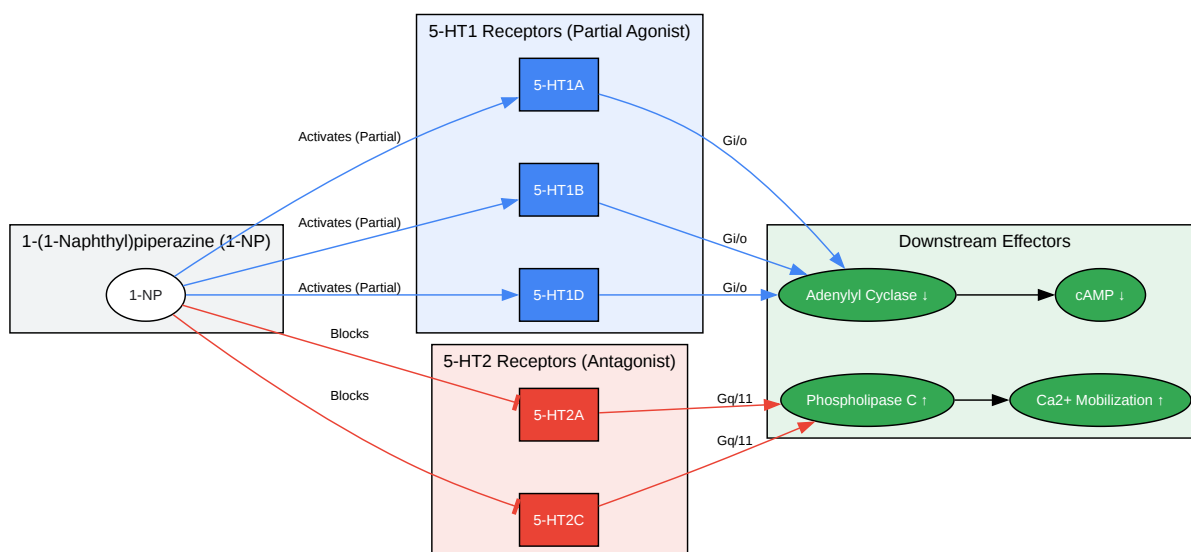 5-HT1 Receptors (Partial Agonist)
5-HT1A
Activates (Partial)
Gi/o
5-HT1B
Activates (Partial)
Gi/o
1-(1-Naphthyl)piperazine (1-NP)
Downstream Effectors
1-NP
Activates (Partial)
5-HT1D
Gi/o
Adenylyl Cyclase ↓
cAMP ↓
Blocks
5-HT2 Receptors (Antagonist)
Blocks
5-HT2A
Gq/11
Phospholipase C ↑
Ca2+ Mobilization ↑
Gq/11
5-HT2C